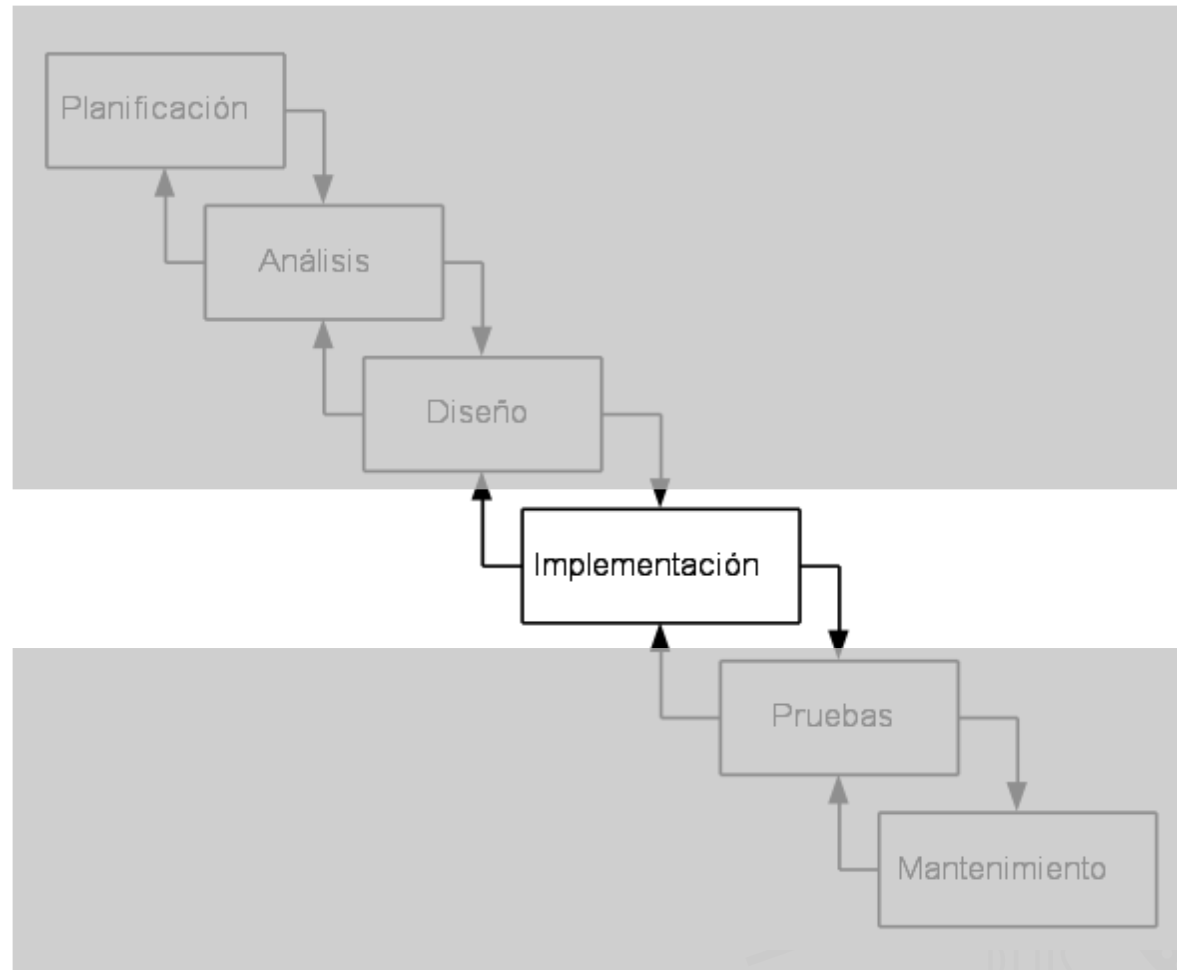 Planificación
Análisis
Diseño
Implementación
Pruebas
Mantenimiento